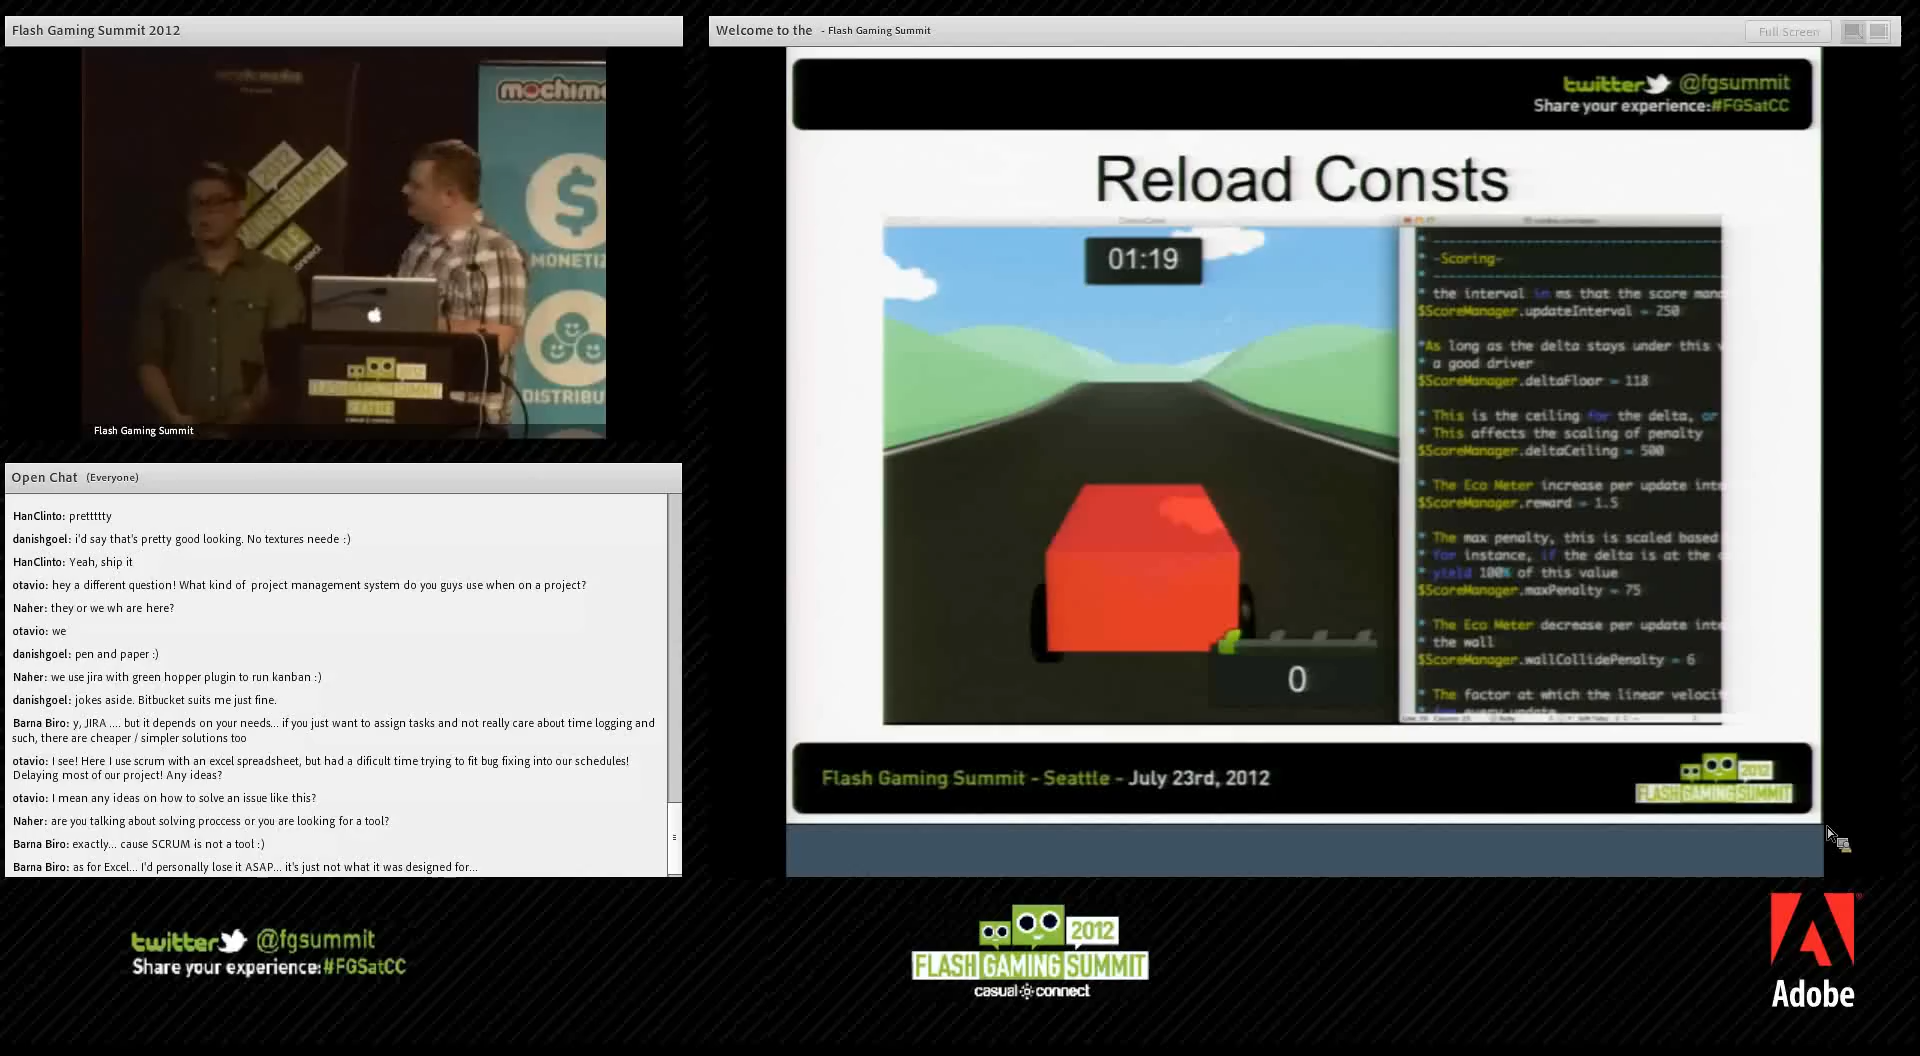 Flash Gaming Summit 2012
mochime
2012
MONETIZ
DISTRIBU
2012
FLASH GAMING SUMMIT
SEATTLE
Flash Gaming Summit
Open Chat (Everyone)
HanClinto: prettttty
danishgoel: i'd say that's pretty good looking. No textures neede :)
HanClinto: Yeah, ship it
otavio: hey a different question! What kind of project management system do you guys use when on a project?
Naher: they or we wh are here?
otavio: we
danishgoel: pen and paper :)
Naher: we use jira with green hopper plugin to run kanban :)
danishgoel: jokes aside. Bitbucket suits me just fine.
Barna Biro: y, JIRA .... but it depends on your needs... if you just want to assign tasks and not really care about time logging and
such, there are cheaper / simpler solutions too
otavio: I see! Here I use scrum with an excel spreadsheet, but had a dificult time trying to fit bug fixing into our schedules!
Delaying most of our project! Any ideas?
otavio: I mean any ideas on how to solve an issue like this?
Naher: are you talking about solving proccess or you are looking for a tool?
Barna Biro: exactly... cause SCRUM is not a tool :)
Barna Biro: as for Excel... I'd personally lose it ASAP... it's just not what it was designed for...
Welcome to the - Flash Gaming Summit
Full Screen
twitter @fgsummit
Share your experience:#FGSatCC
Reload Consts
01:19
0
* -Scoring-
* the interval in ms that the score mana
$ScoreManager.updateInterval = 250
*As long as the delta stays under this v
* a good driver
$ScoreManager.deltaFloor = 118
* This is the ceiling for the delta, or
* This affects the scaling of penalty
$ScoreManager.deltaCeiling = 500
* The Eco Meter increase per update inte
$ScoreManager.reward = 1.5
* The max penalty, this is scaled based
* for instance, if the delta is at the c
* yield 100% of this value
$ScoreManager.maxPenalty = 75
* The Eco Meter decrease per update inte
* the wall
$ScoreManager.wallCollidePenalty = 6
* The factor at which the linear velocit
* for every update
Flash Gaming Summit - Seattle - July 23rd, 2012
2012
FLASH GAMING SUMMIT
twitter @fgsummit
Share your experience:#FGSatCC
2012
FLASH GAMING SUMMIT
casual connect
Adobe